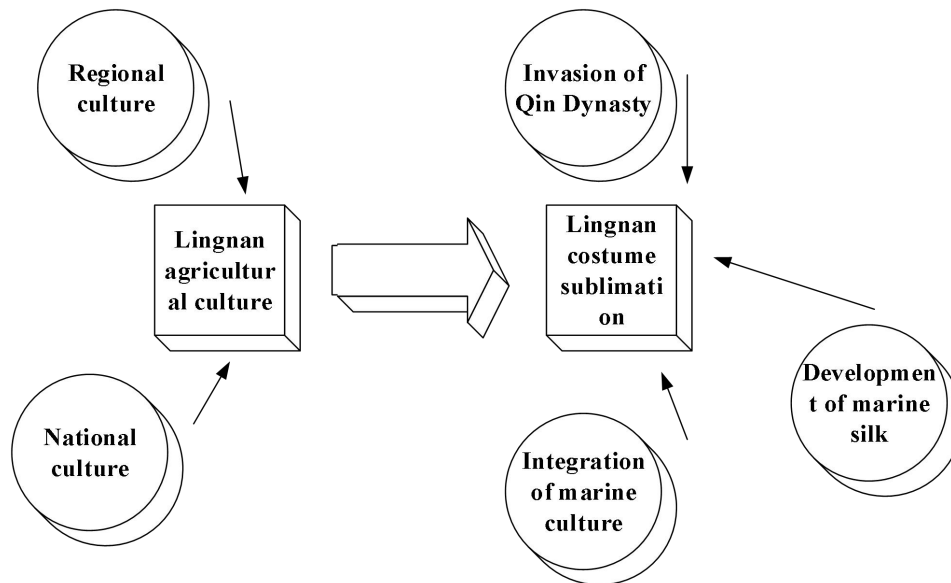 Regional
culture
Invasion of
Qin Dynasty
Lingnan
agricultur
al culture
Lingnan
costume
sublimati
on
National
culture
Integration
of marine
culture
Developmen
t of marine
silk